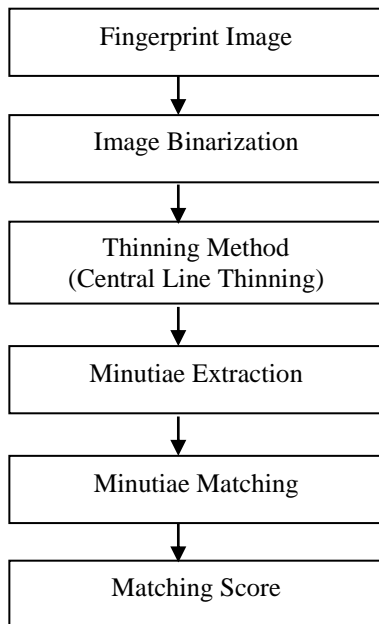 Fingerprint Image
Image Binarization
Thinning Method
(Central Line Thinning)
Minutiae Extraction
Minutiae Matching
Matching Score